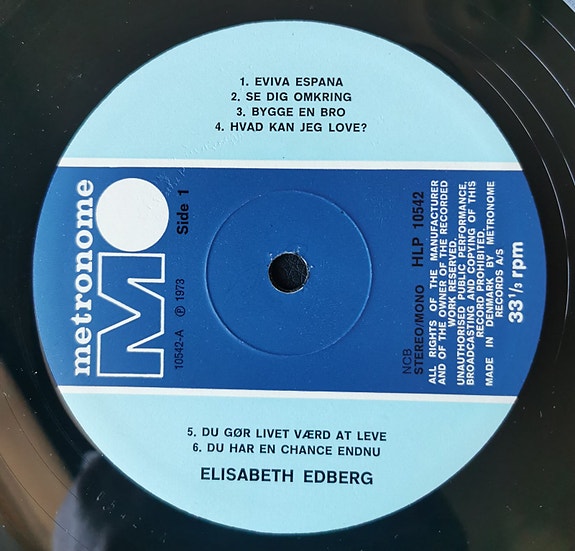 1. EVIVA ESPANA
2. SE DIG OMKRING
3. BYGGE EN BRO
4. HVAD KAN JEG LOVE?
metronome
M
Side 1
10542-A ℗ 1973
NCB
STEREO/MONO HLP 10542
ALL RIGHTS OF THE MANUFACTURER
AND OF THE OWNER OF THE RECORDED
WORK RESERVED.
UNAUTHORISED PUBLIC PERFORMANCE,
BROADCASTING AND COPYING OF THIS
RECORD PROHIBITED.
MADE IN DENMARK BY METRONOME
RECORDS A/S
33 1/3 rpm
5. DU GØR LIVET VÆRD AT LEVE
6. DU HAR EN CHANCE ENDNU
ELISABETH EDBERG